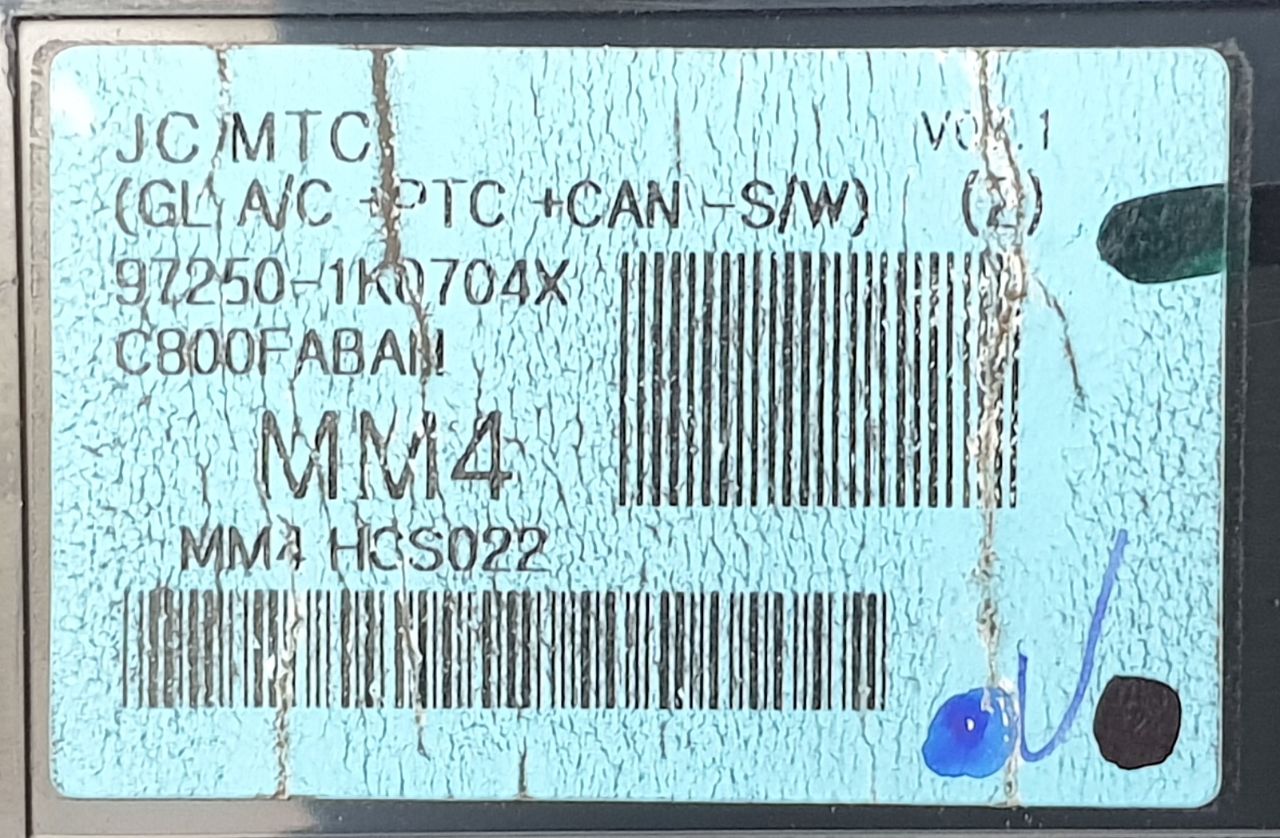 JC MTC
(GL A/C +PTC +CAN -S/W)
97250-1K0704X
C800FABAN
MM4
MM4 HCS022